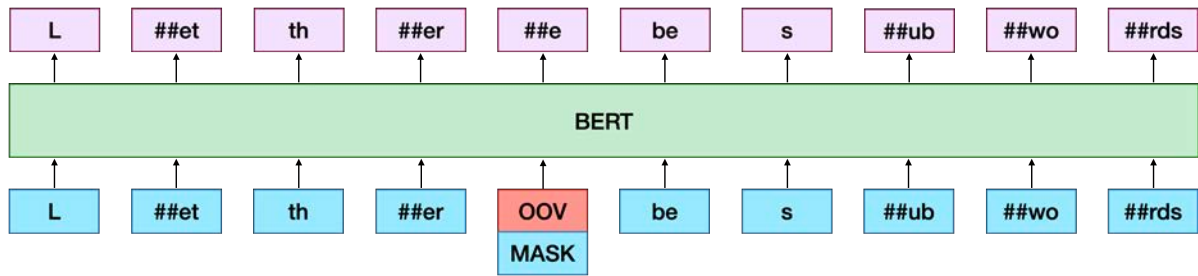 L ##et th ##er ##e be s ##ub ##wo ##rds
BERT
L ##et th ##er OOV be s ##ub ##wo ##rds
MASK